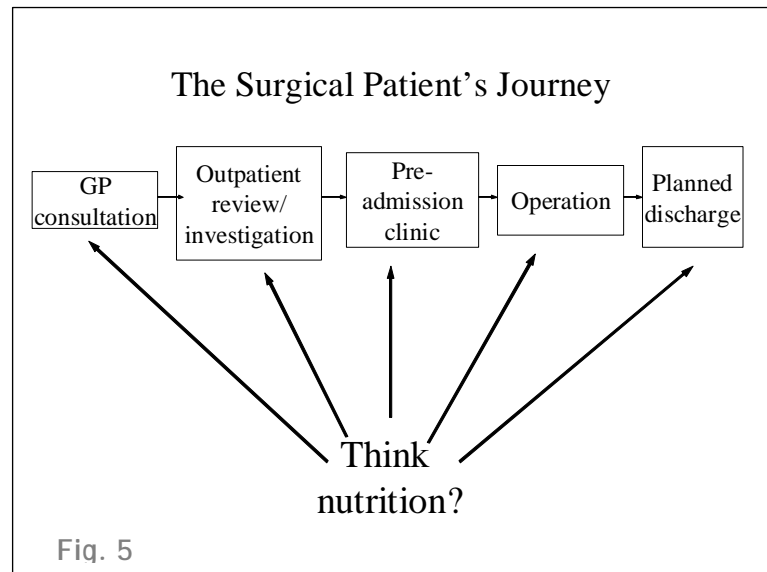 The Surgical Patient's Journey
GP
consultation
Outpatient
review/
investigation
Pre-
admission
clinic
Operation
Planned
discharge
Think
nutrition?
Fig. 5